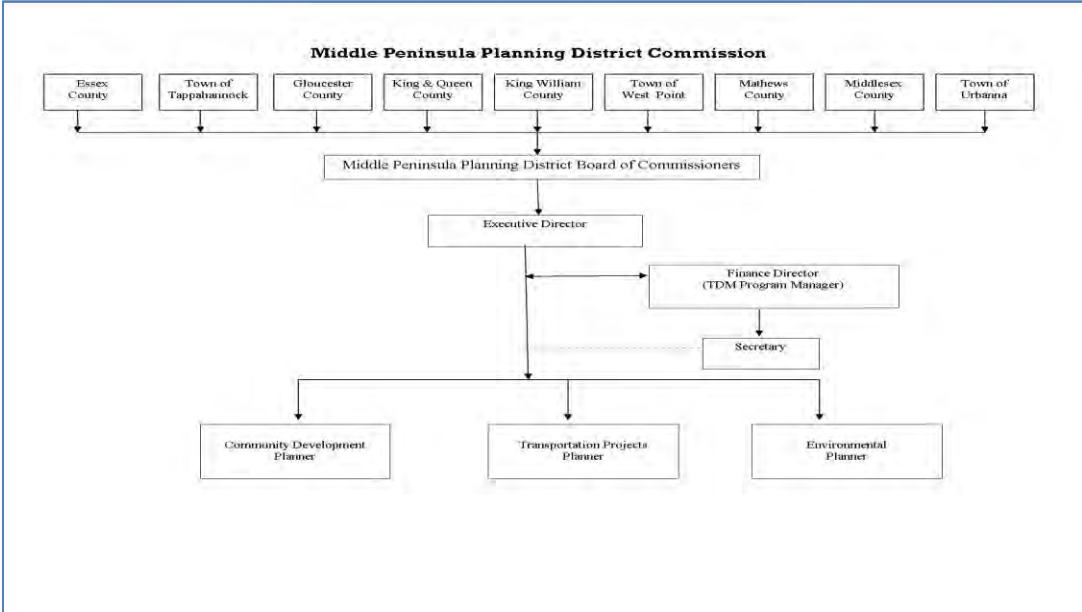 Middle Peninsula Planning District Commission
Essex
County
Town of
Tappahannock
Gloucester
County
King & Queen
County
King William
County
Town of
West Point
Mathews
County
Middlesex
County
Town of
Urbanna
Middle Peninsula Planning District Board of Commissioners
Executive Director
Finance Director
(TDM Program Manager)
Secretary
Community Development
Planner
Transportation Projects
Planner
Environmental
Planner